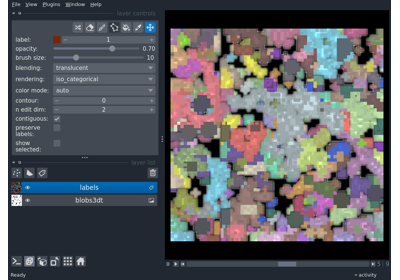 File View Plugins Window Help
layer controls
label: 1
opacity: 0.70
brush size: 10
blending: translucent
rendering: iso_categorical
color mode: auto
contour: 0
n edit dim: 2
contiguous:
preserve
labels:
show
selected:
layer list
labels
blobs3dt
Ready
activity